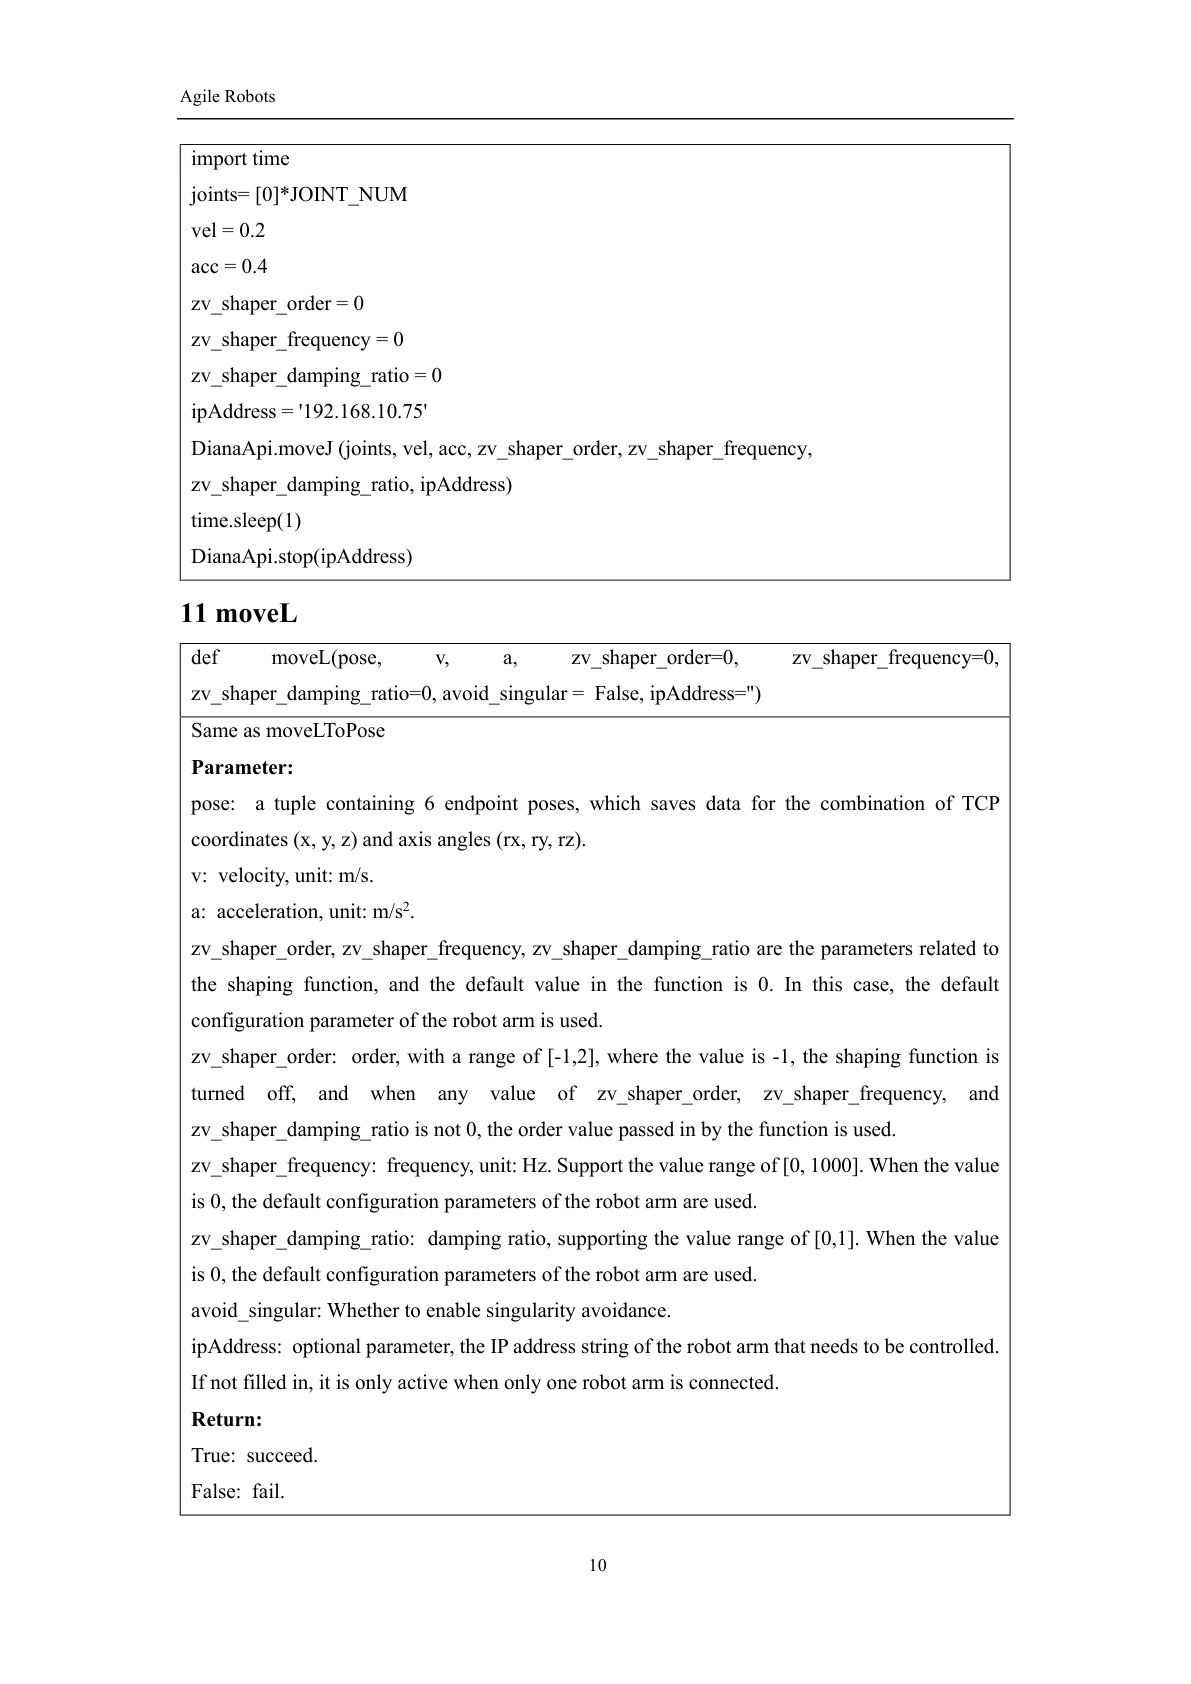 Agile Robots
import time
joints= [0]*JOINT_NUM
vel = 0.2
acc = 0.4
zv_shaper_order = 0
zv_shaper_frequency = 0
zv_shaper_damping_ratio = 0
ipAddress = '192.168.10.75'
DianaApi.moveJ (joints, vel, acc, zv_shaper_order, zv_shaper_frequency,
zv_shaper_damping_ratio, ipAddress)
time.sleep(1)
DianaApi.stop(ipAddress)
11 moveL
def moveL(pose, v, a, zv_shaper_order=0, zv_shaper_frequency=0,
zv_shaper_damping_ratio=0, avoid_singular = False, ipAddress='')
Same as moveLToPose
Parameter:
pose: a tuple containing 6 endpoint poses, which saves data for the combination of TCP
coordinates (x, y, z) and axis angles (rx, ry, rz).
v: velocity, unit: m/s.
a: acceleration, unit: m/s².
zv_shaper_order, zv_shaper_frequency, zv_shaper_damping_ratio are the parameters related to
the shaping function, and the default value in the function is 0. In this case, the default
configuration parameter of the robot arm is used.
zv_shaper_order: order, with a range of [-1,2], where the value is -1, the shaping function is
turned off, and when any value of zv_shaper_order, zv_shaper_frequency, and
zv_shaper_damping_ratio is not 0, the order value passed in by the function is used.
zv_shaper_frequency: frequency, unit: Hz. Support the value range of [0, 1000]. When the value
is 0, the default configuration parameters of the robot arm are used.
zv_shaper_damping_ratio: damping ratio, supporting the value range of [0,1]. When the value
is 0, the default configuration parameters of the robot arm are used.
avoid_singular: Whether to enable singularity avoidance.
ipAddress: optional parameter, the IP address string of the robot arm that needs to be controlled.
If not filled in, it is only active when only one robot arm is connected.
Return:
True: succeed.
False: fail.
10